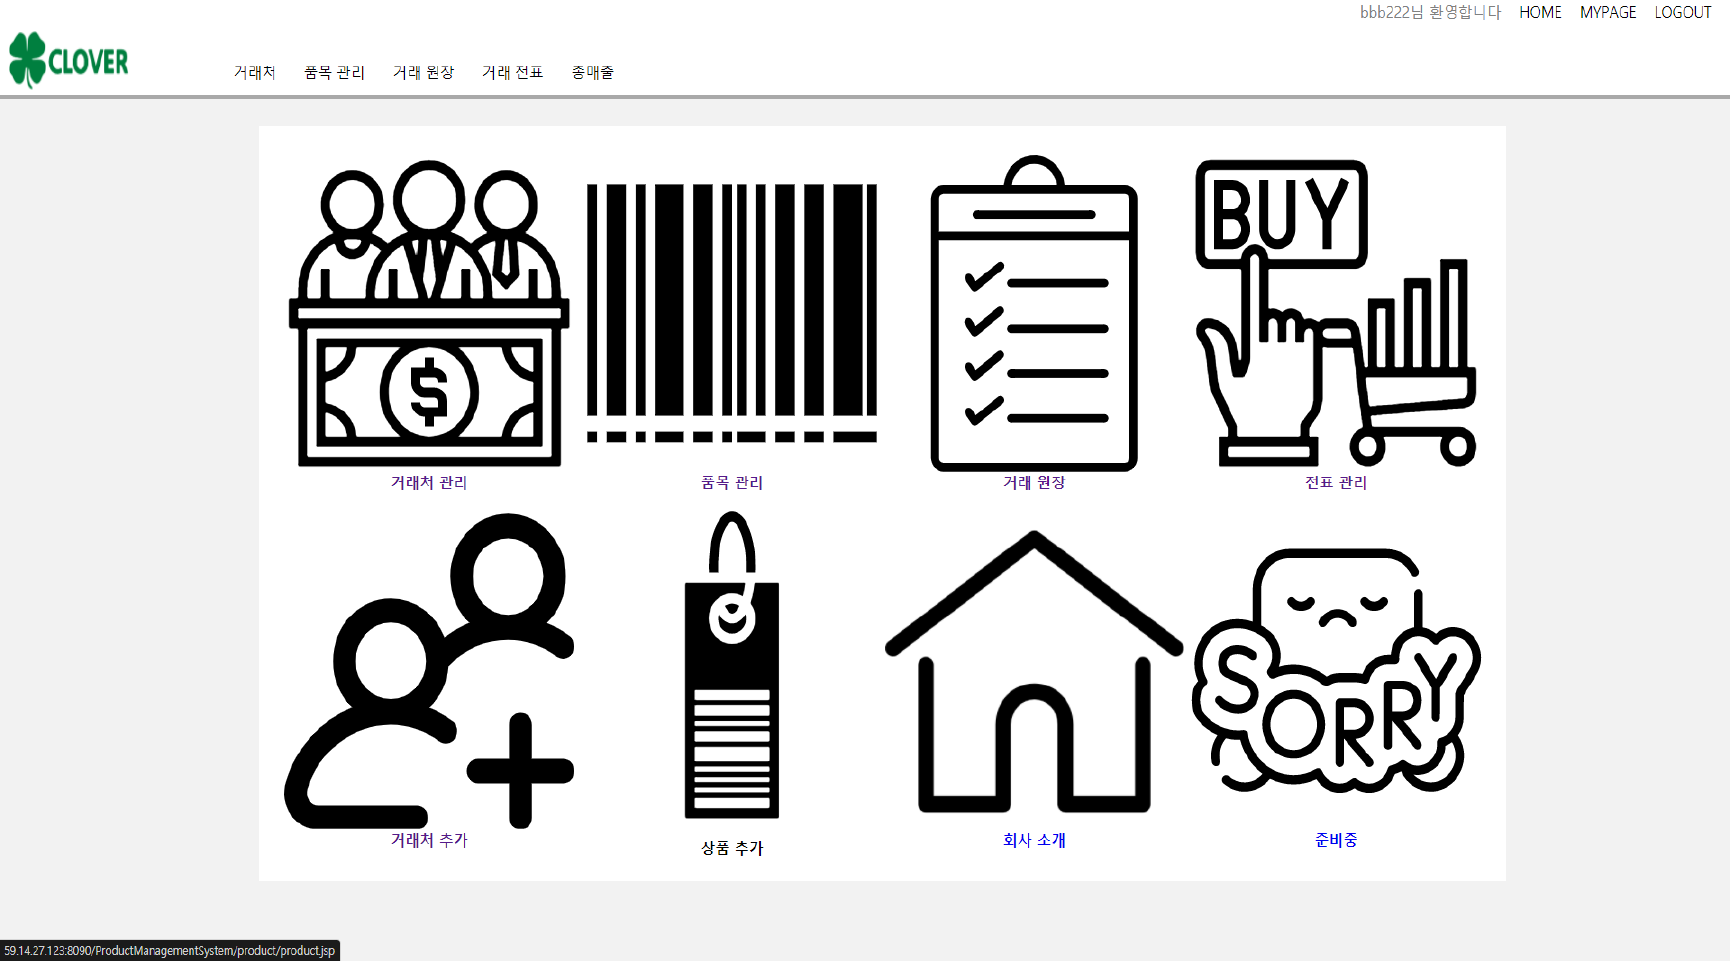 bbb222님 환영합니다 HOME MYPAGE LOGOUT
CLOVER
거래처 품목 관리 거래 원장 거래 전표 총매출
BUY
거래처 관리 품목 관리 거래 원장 전표 관리
SORRY
거래처 추가 상품 추가 회사 소개 준비중
59.14.27.123:8090/ProductManagementSystem/product/product.jsp